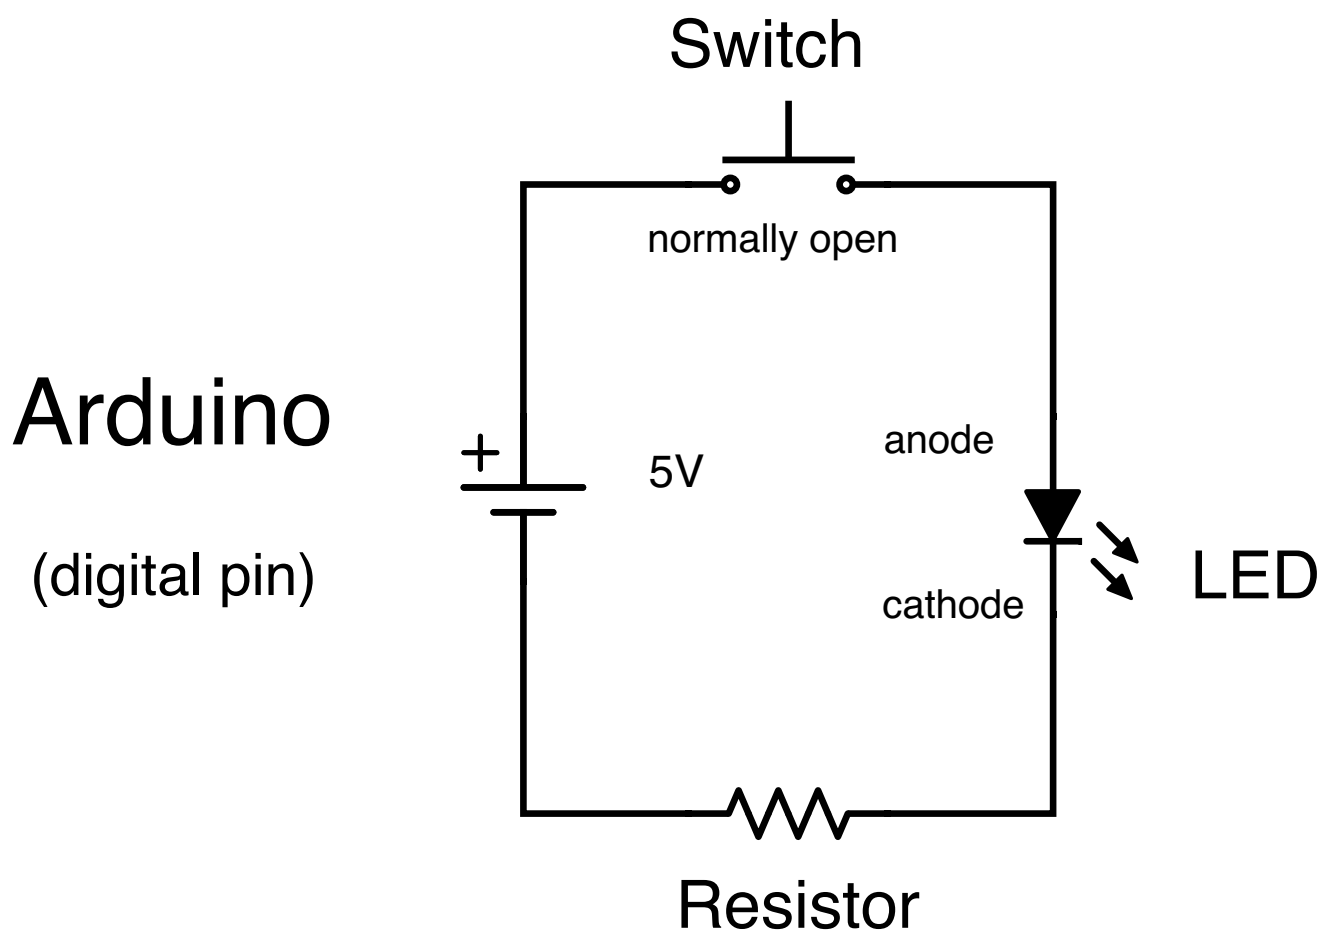 Switch
normally open
Arduino
+
5V
anode
(digital pin)
cathode
LED
Resistor